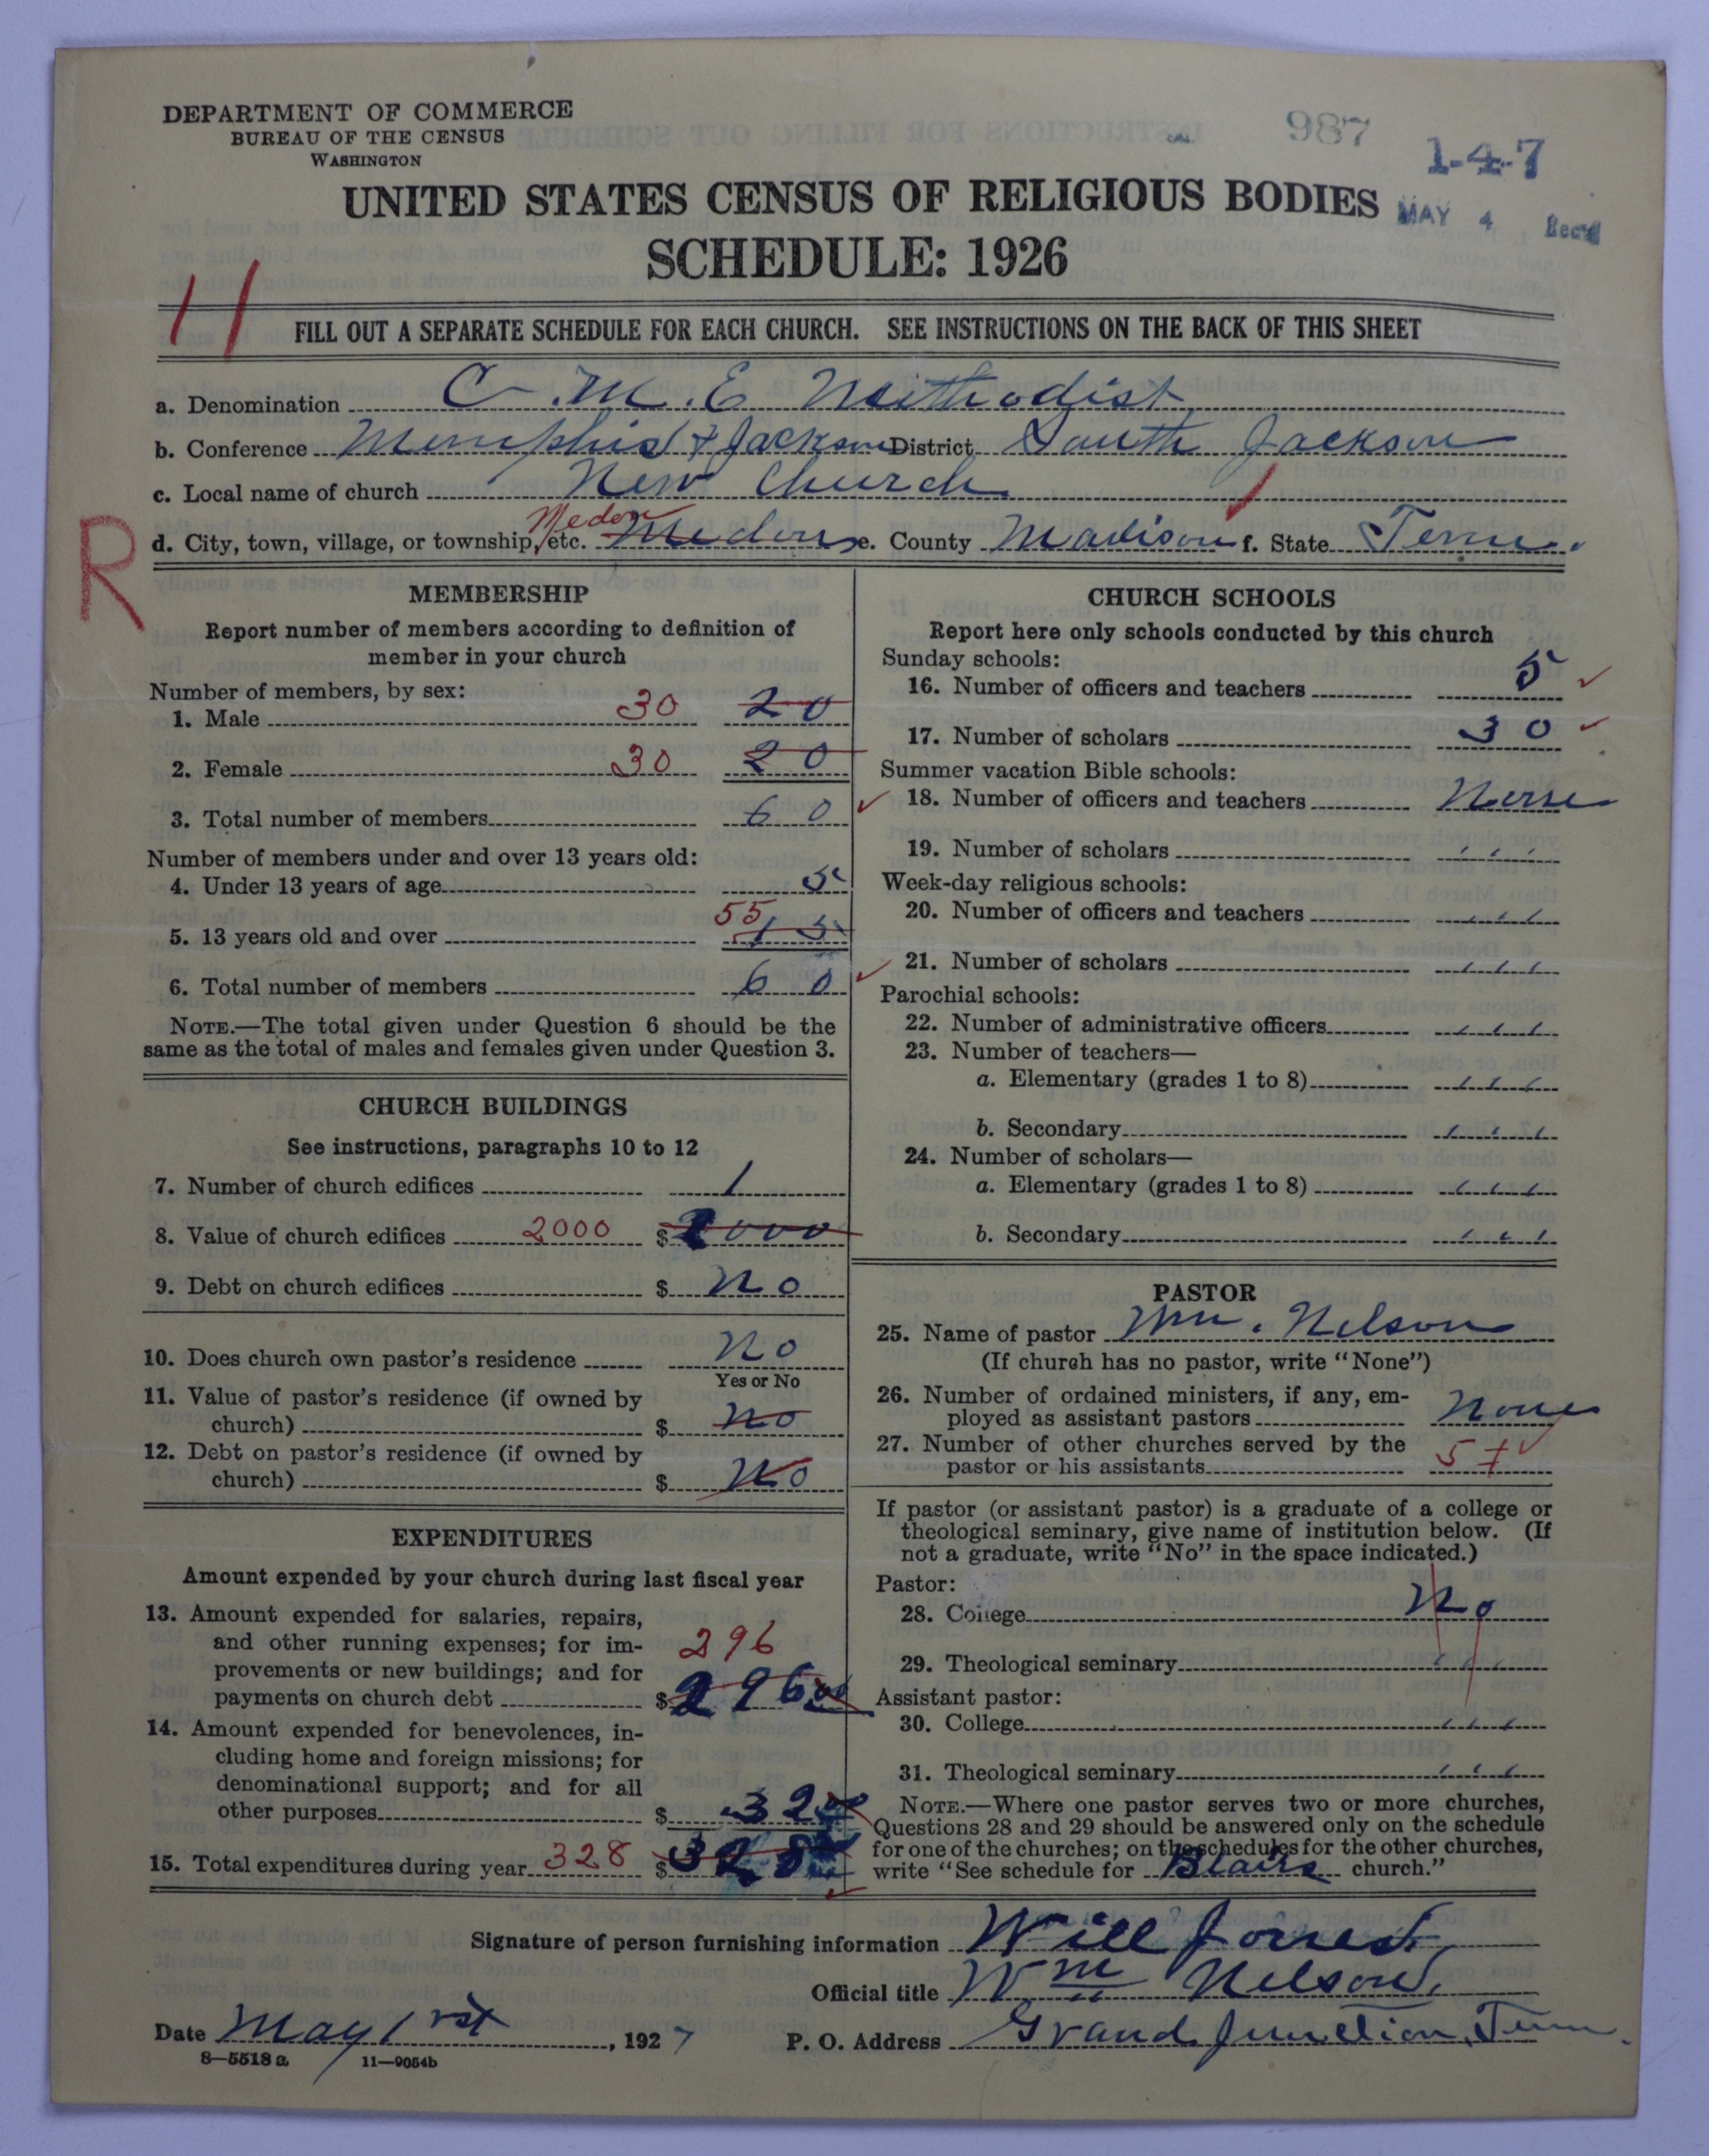 DEPARTMENT OF COMMERCE
BUREAU OF THE CENSUS
WASHINGTON
987
1-4-7
UNITED STATES CENSUS OF RELIGIOUS BODIES
MAY 4 Rec'd
SCHEDULE: 1926
11
FILL OUT A SEPARATE SCHEDULE FOR EACH CHURCH. SEE INSTRUCTIONS ON THE BACK OF THIS SHEET
a. Denomination C. M. E Methodist
b. Conference Memphis & Jackson District South Jackson
c. Local name of church New Church
Medon
d. City, town, village, or township, etc. e. County Madison f. State Tenn.
R
MEMBERSHIP
Report number of members according to definition of
member in your church
Number of members, by sex:
1. Male 30 20
2. Female 30 20
3. Total number of members 60
Number of members under and over 13 years old:
4. Under 13 years of age 5
5. 13 years old and over 55 15
6. Total number of members 60
NOTE.—The total given under Question 6 should be the
same as the total of males and females given under Question 3.
CHURCH BUILDINGS
See instructions, paragraphs 10 to 12
7. Number of church edifices 1
8. Value of church edifices 2000 $ 2000
9. Debt on church edifices $ No
10. Does church own pastor's residence No
Yes or No
11. Value of pastor's residence (if owned by
church) $ No
12. Debt on pastor's residence (if owned by
church) $ No
EXPENDITURES
Amount expended by your church during last fiscal year
13. Amount expended for salaries, repairs,
and other running expenses; for im-
provements or new buildings; and for
payments on church debt 296 $ 296 00
14. Amount expended for benevolences, in-
cluding home and foreign missions; for
denominational support; and for all
other purposes $ 32 00
15. Total expenditures during year 328 $ 328
CHURCH SCHOOLS
Report here only schools conducted by this church
Sunday schools:
16. Number of officers and teachers 5
17. Number of scholars 30
Summer vacation Bible schools:
18. Number of officers and teachers None
19. Number of scholars
Week-day religious schools:
20. Number of officers and teachers
21. Number of scholars
Parochial schools:
22. Number of administrative officers
23. Number of teachers—
a. Elementary (grades 1 to 8)
b. Secondary
24. Number of scholars—
a. Elementary (grades 1 to 8)
b. Secondary
PASTOR
25. Name of pastor Wm. Nelson
(If church has no pastor, write "None")
26. Number of ordained ministers, if any, em-
ployed as assistant pastors None
27. Number of other churches served by the
pastor or his assistants 5
If pastor (or assistant pastor) is a graduate of a college or
theological seminary, give name of institution below. (If
not a graduate, write "No" in the space indicated.)
Pastor:
28. College No
29. Theological seminary
Assistant pastor:
30. College
31. Theological seminary
NOTE.—Where one pastor serves two or more churches,
Questions 28 and 29 should be answered only on the schedule
for one of the churches; on the schedules for the other churches,
write "See schedule for Blairs church."
Signature of person furnishing information Will Jones
Official title Wm Nelson
Date May 1rst, 1927 P. O. Address Grand Junction, Tenn.
8—5518 a 11—9054b